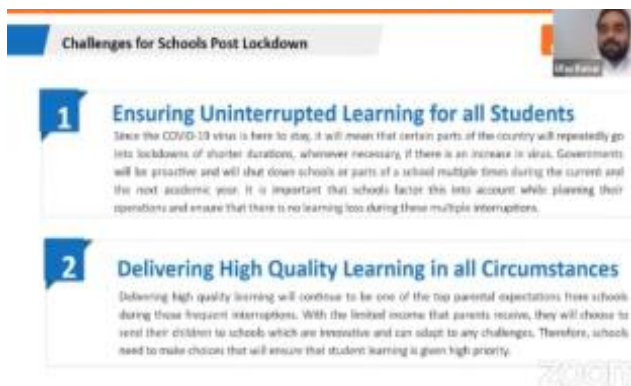 Challenges for Schools Post Lockdown
1
Ensuring Uninterrupted Learning for all Students
Since the COVID-19 virus is here to stay, it will mean that certain parts of the country will repeatedly go
into lockdowns of shorter durations, whenever necessary, if there is an increase in virus. Governments
will be proactive and will shut down schools or parts of a school multiple times during the current and
the next academic year. It is important that schools factor this into account while planning their
operations and ensure that there is no learning loss during these multiple interruptions.
2
Delivering High Quality Learning in all Circumstances
Delivering high quality learning will continue to be one of the top parental expectations from schools
during these frequent interruptions. With the limited income that parents receive, they will choose to
send their children to schools which are innovative and can adapt to any challenges. Therefore, schools
need to make choices that will ensure that student learning is given high priority.
zoom